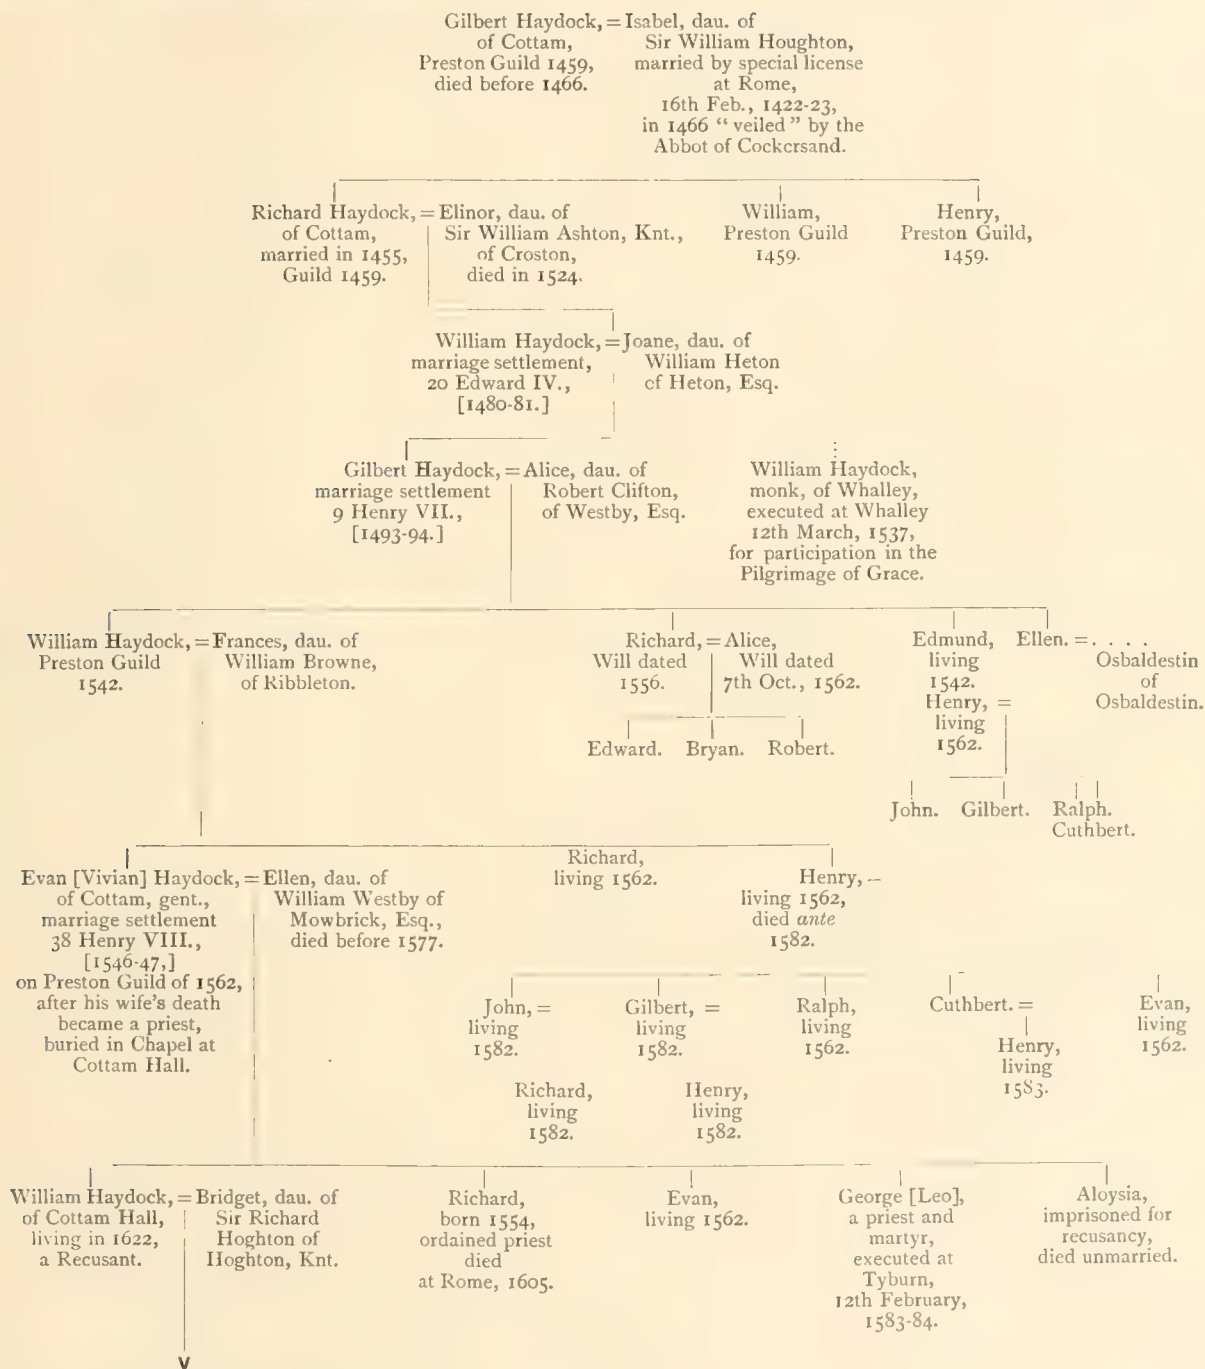 Gilbert Haydock, = Isabel, dau. of
of Cottam, Sir William Houghton,
Preston Guild 1459, married by special license
died before 1466. at Rome,
16th Feb., 1422-23,
in 1466 “ veiled ” by the
Abbot of Cockersand.
Richard Haydock, = Elinor, dau. of
of Cottam, Sir William Ashton, Knt.,
married in 1455, of Croston,
Guild 1459. died in 1524.
William,
Preston Guild
1459.
Henry,
Preston Guild,
1459.
William Haydock, = Joane, dau. of
marriage settlement, William Heton
20 Edward IV., of Heton, Esq.
[1480-81.]
Gilbert Haydock, = Alice, dau. of
marriage settlement Robert Clifton,
9 Henry VII., of Westby, Esq.
[1493-94.]
William Haydock,
monk, of Whalley,
executed at Whalley
12th March, 1537,
for participation in the
Pilgrimage of Grace.
William Haydock, = Frances, dau. of
Preston Guild William Browne,
1542. of Ribbleton.
Richard, = Alice,
Will dated Will dated
1556. 7th Oct., 1562.
Edmund,
living
1542.
Ellen. = . . . .
Osbaldestin
of
Osbaldestin.
Henry, =
living
1562.
Edward. Bryan. Robert.
John. Gilbert. Ralph.
Cuthbert.
Evan [Vivian] Haydock, = Ellen, dau. of
of Cottam, gent., William Westby of
marriage settlement Mowbrick, Esq.,
38 Henry VIII., died before 1577.
[1546-47,]
on Preston Guild of 1562,
after his wife's death
became a priest,
buried in Chapel at
Cottam Hall.
Richard,
living 1562.
Henry, –
living 1562,
died ante
1582.
John, =
living
1582.
Gilbert, =
living
1582.
Ralph,
living
1562.
Cuthbert. =
Evan,
living
1562.
Richard,
living
1582.
Henry,
living
1582.
Henry,
living
1583.
William Haydock, = Bridget, dau. of
of Cottam Hall, Sir Richard
living in 1622, Hoghton of
a Recusant. Hoghton, Knt.
Richard,
born 1554,
ordained priest
died
at Rome, 1605.
Evan,
living 1562.
George [Leo],
a priest and
martyr,
executed at
Tyburn,
12th February,
1583-84.
Aloysia,
imprisoned for
recusancy,
died unmarried.